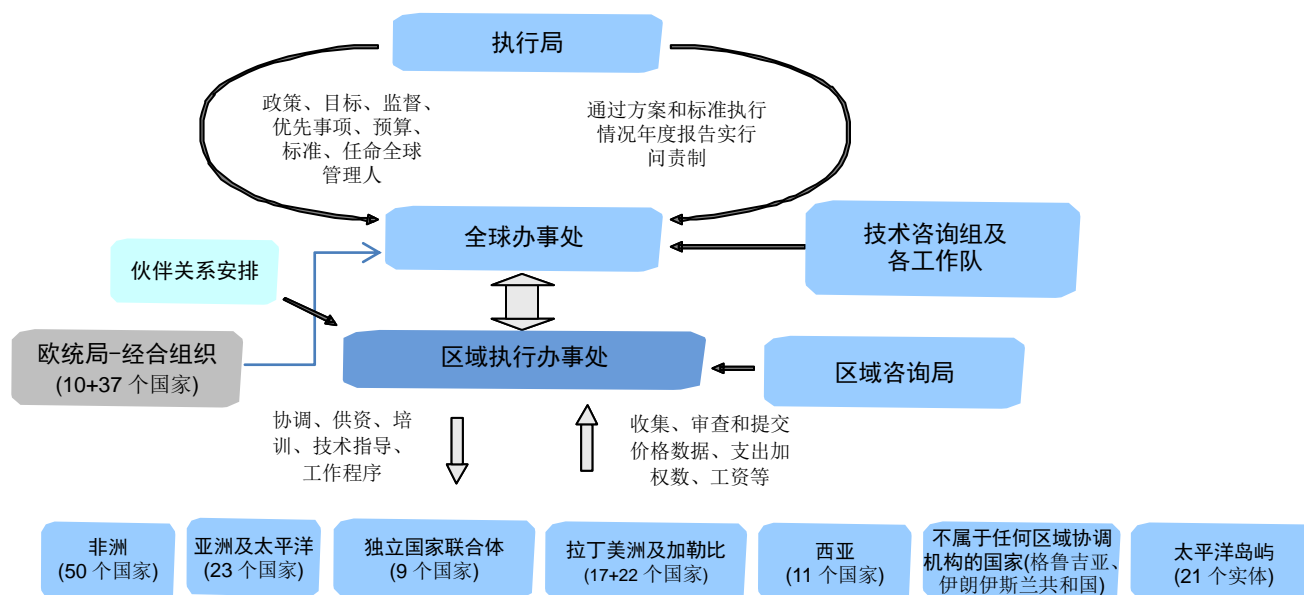 执行局
政策、目标、监督、
优先事项、预算、
标准、任命全球
管理人
通过方案和标准执行
情况年度报告实行
问责制
全球办事处
技术咨询组及
各工作队
伙伴关系安排
欧统局-经合组织
(10+37 个国家)
区域执行办事处
区域咨询局
协调、供资、培
训、技术指导、
工作程序
收集、审查和提交
价格数据、支出加
权数、工资等
非洲
(50 个国家)
亚洲及太平洋
(23 个国家)
独立国家联合体
(9 个国家)
拉丁美洲及加勒比
(17+22 个国家)
西亚
(11 个国家)
不属于任何区域协调
机构的国家(格鲁吉亚、
伊朗伊斯兰共和国)
太平洋岛屿
(21 个实体)